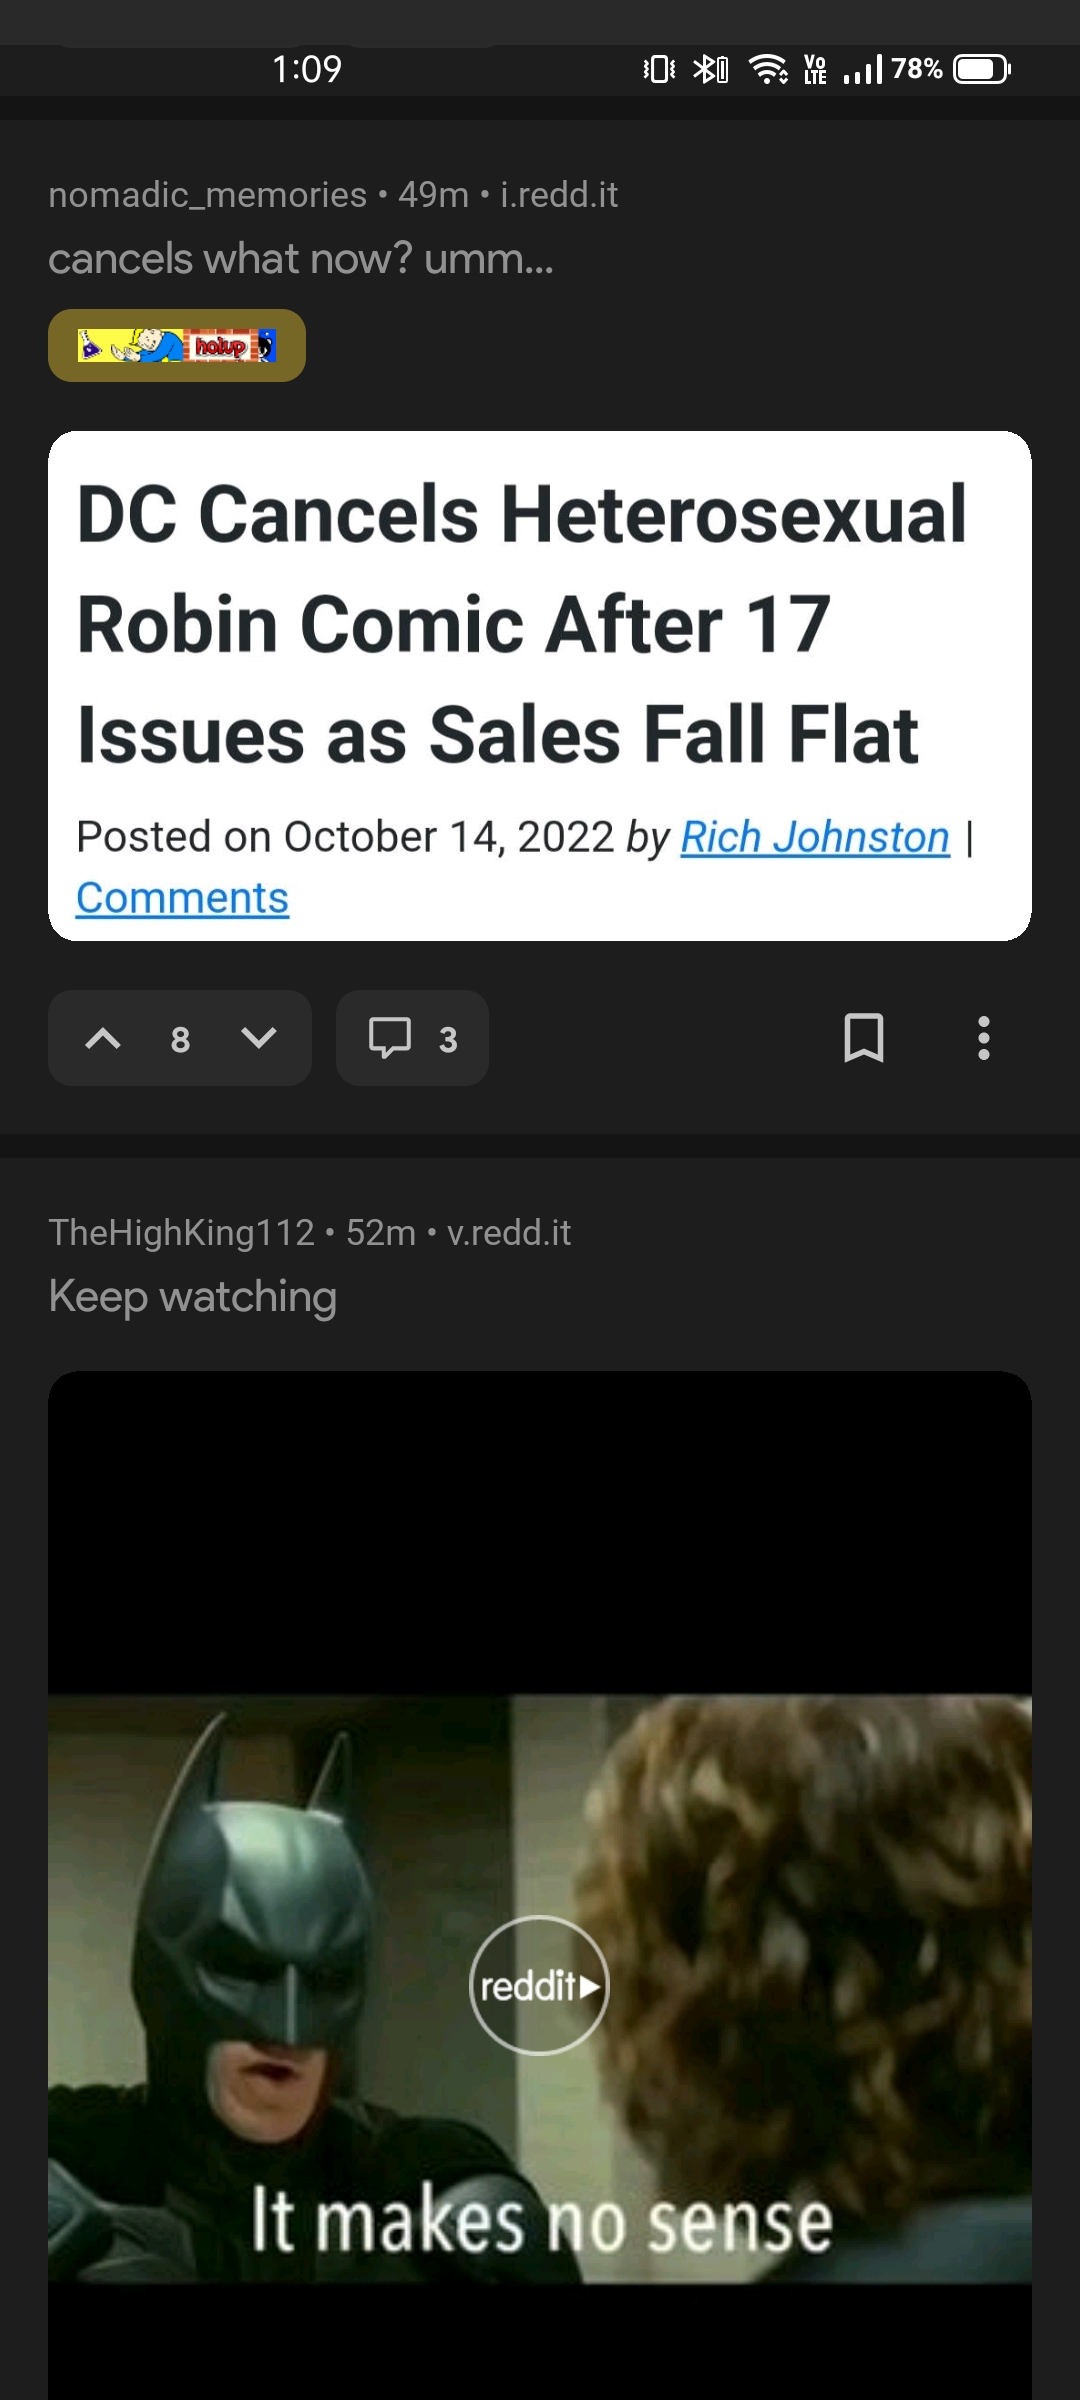 1:09
Vo
LTE
78%
nomadic_memories • 49m • i.redd.it
cancels what now? umm...
holup
DC Cancels Heterosexual
Robin Comic After 17
Issues as Sales Fall Flat
Posted on October 14, 2022 by Rich Johnston |
Comments
8
3
TheHighKing112 • 52m • v.redd.it
Keep watching
reddit
It makes no sense